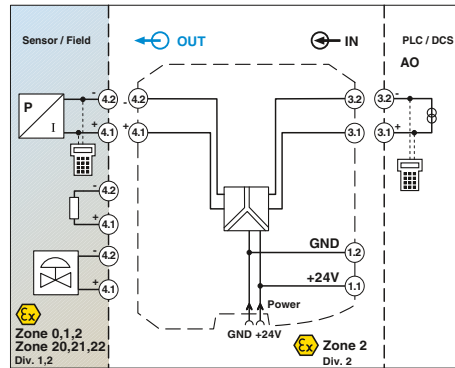 Sensor / Field
OUT
IN
PLC / DCS
AO
P
I
-
4.2
+
4.1
-
4.2
+
4.1
-
4.2
+
4.1
-
4.2
+
4.1
3.2
3.1
3.2
-
3.1
+
GND
1.2
+24V
1.1
Power
GND +24V
Ex
Zone 0,1,2
Zone 20,21,22
Div. 1,2
Ex
Zone 2
Div. 2